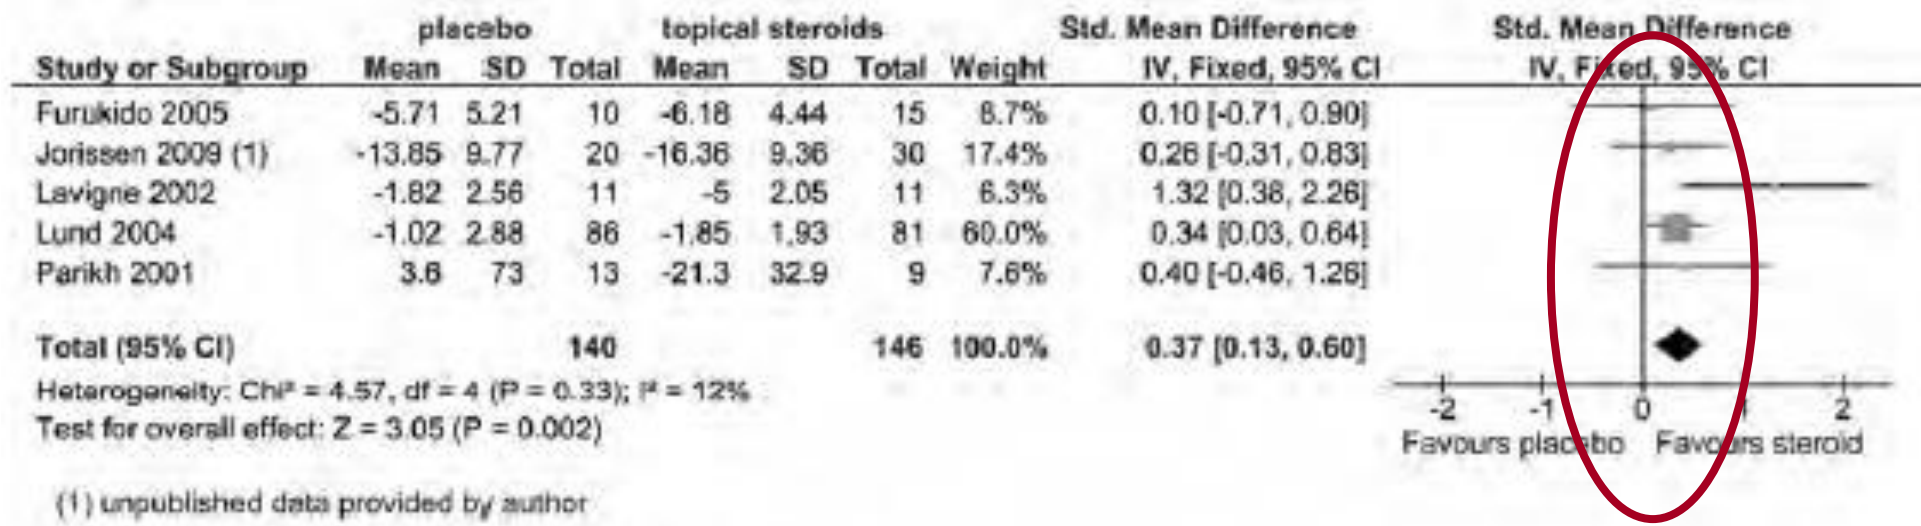 placebo topical steroids Std. Mean Difference Std. Mean Difference
Study or Subgroup Mean SD Total Mean SD Total Weight IV, Fixed, 95% CI IV, Fixed, 95% CI
Furukido 2005 -5.71 5.21 10 -6.18 4.44 15 8.7% 0.10 [-0.71, 0.90]
Jorissen 2009 (1) -13.85 9.77 20 -16.36 9.36 30 17.4% 0.26 [-0.31, 0.83]
Lavigne 2002 -1.82 2.56 11 -5 2.05 11 6.3% 1.32 [0.38, 2.26]
Lund 2004 -1.02 2.88 86 -1.85 1.93 81 60.0% 0.34 [0.03, 0.64]
Parikh 2001 3.6 73 13 -21.3 32.9 9 7.6% 0.40 [-0.46, 1.26]
Total (95% CI) 140 146 100.0% 0.37 [0.13, 0.60]
Heterogeneity: Chi² = 4.57, df = 4 (P = 0.33); I² = 12%
Test for overall effect: Z = 3.05 (P = 0.002)
-2 -1 0 1 2
Favours placebo Favours steroid
(1) unpublished data provided by author